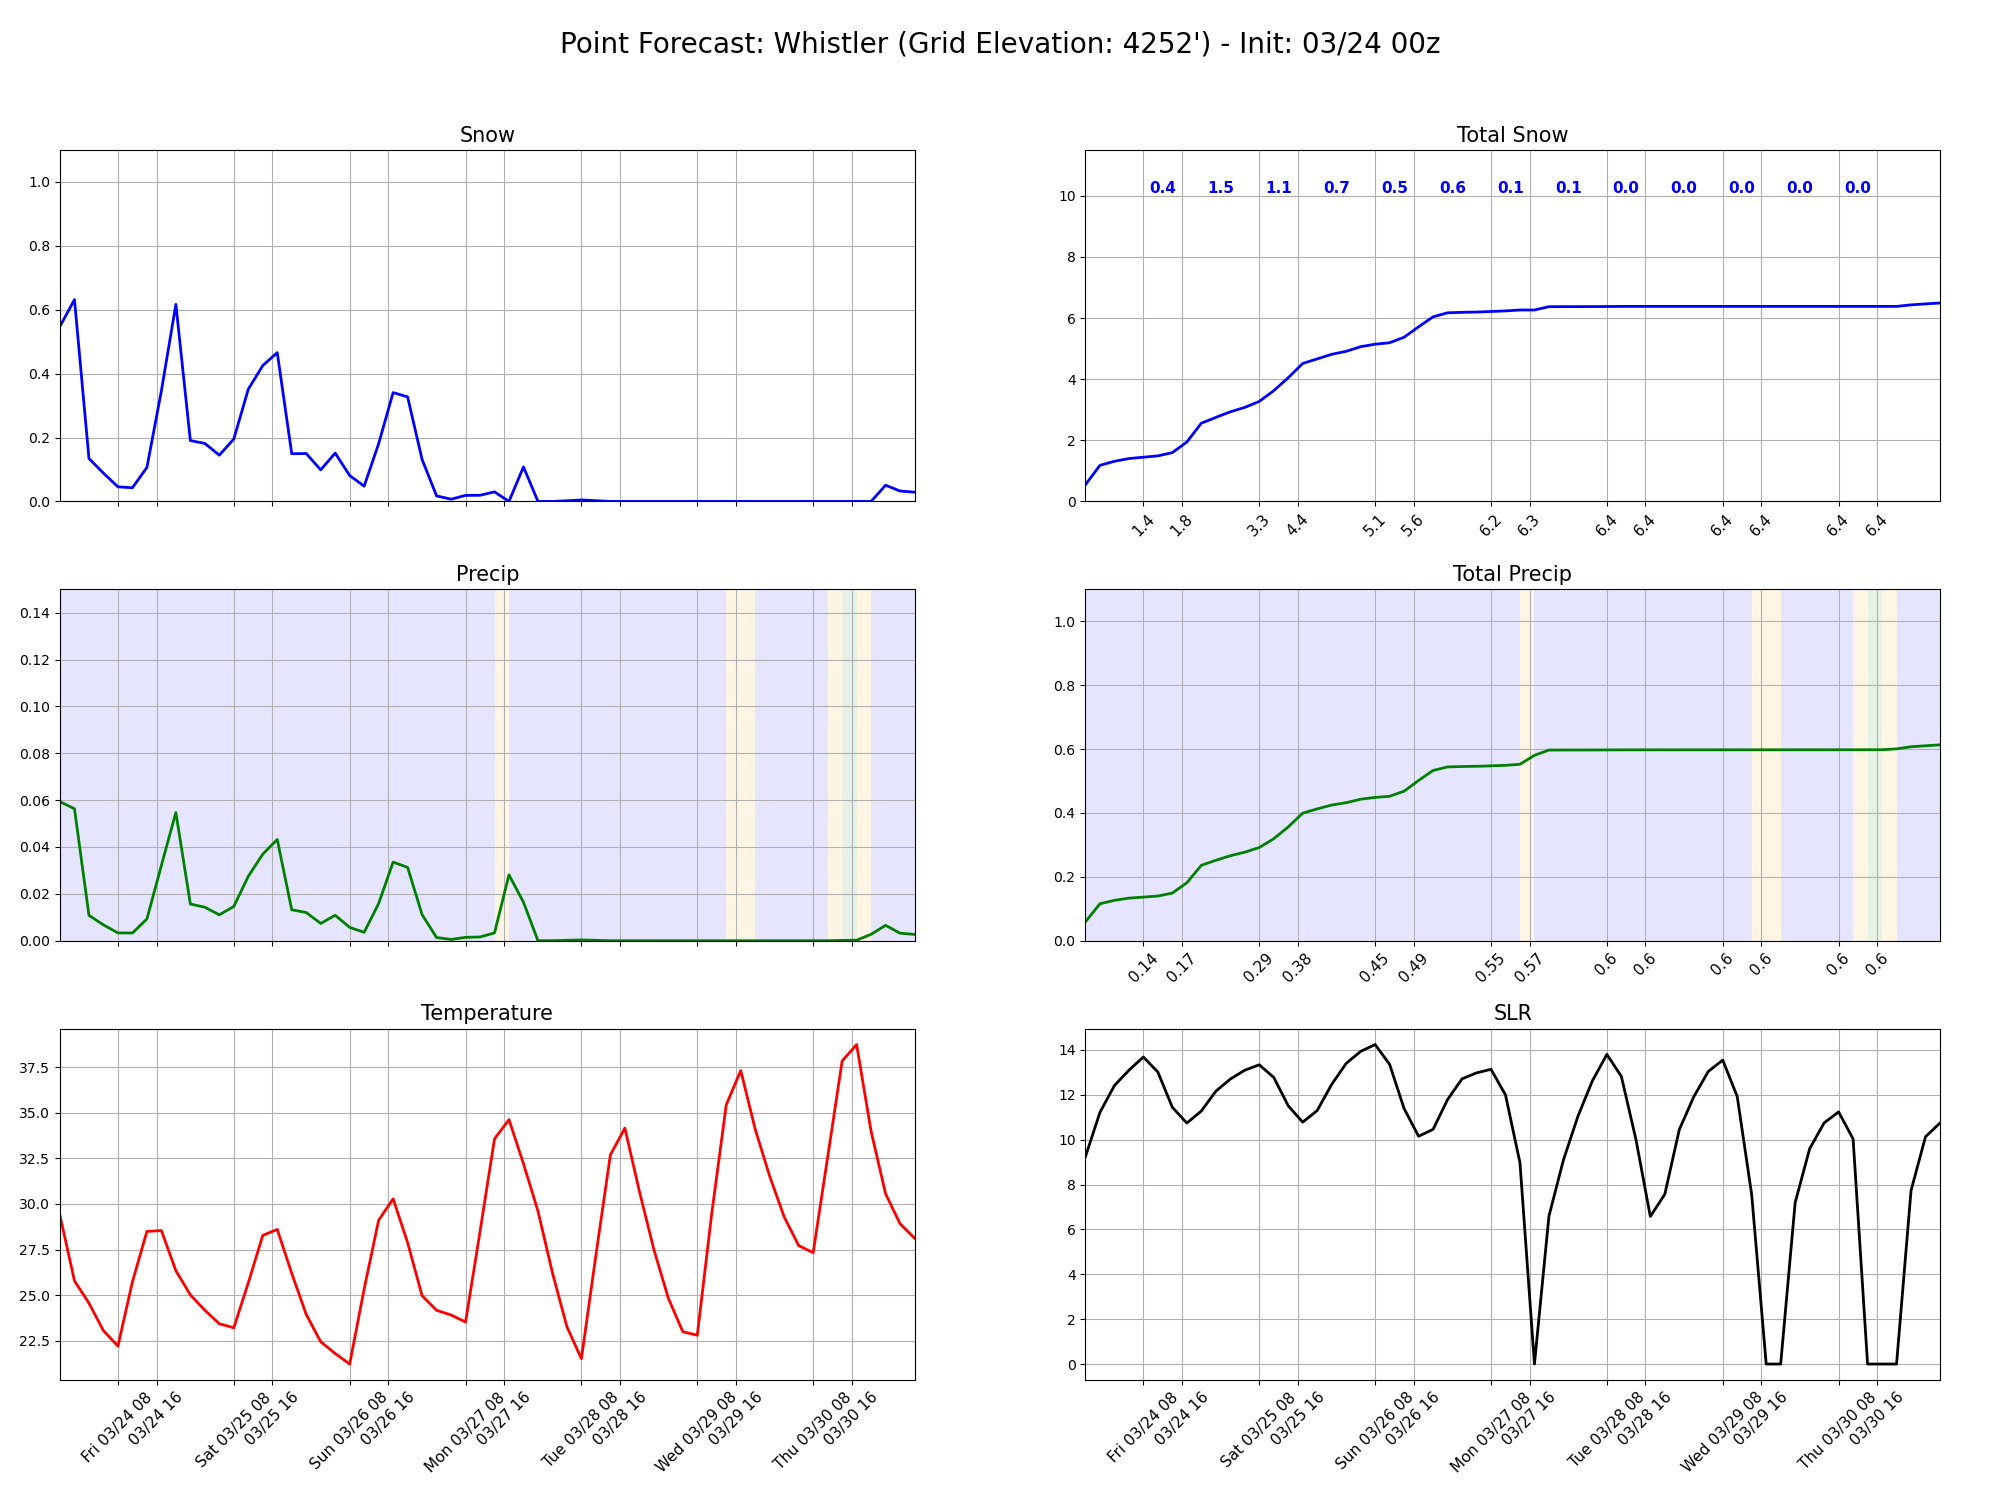 Point Forecast: Whistler (Grid Elevation: 4252') - Init: 03/24 00z
Snow
1.0
0.8
0.6
0.4
0.2
0.0
Total Snow
0.4 1.5 1.1 0.7 0.5 0.6 0.1 0.1 0.0 0.0 0.0 0.0 0.0
10
8
6
4
2
0
1.4 1.8 3.3 4.4 5.1 5.6 6.2 6.3 6.4 6.4 6.4 6.4 6.4 6.4
Precip
0.14
0.12
0.10
0.08
0.06
0.04
0.02
0.00
Total Precip
1.0
0.8
0.6
0.4
0.2
0.0
0.14 0.17 0.29 0.38 0.45 0.49 0.55 0.57 0.6 0.6 0.6 0.6 0.6 0.6
Temperature
37.5
35.0
32.5
30.0
27.5
25.0
22.5
Fri 03/24 08
03/24 16
Sat 03/25 08
03/25 16
Sun 03/26 08
03/26 16
Mon 03/27 08
03/27 16
Tue 03/28 08
03/28 16
Wed 03/29 08
03/29 16
Thu 03/30 08
03/30 16
SLR
14
12
10
8
6
4
2
0
Fri 03/24 08
03/24 16
Sat 03/25 08
03/25 16
Sun 03/26 08
03/26 16
Mon 03/27 08
03/27 16
Tue 03/28 08
03/28 16
Wed 03/29 08
03/29 16
Thu 03/30 08
03/30 16